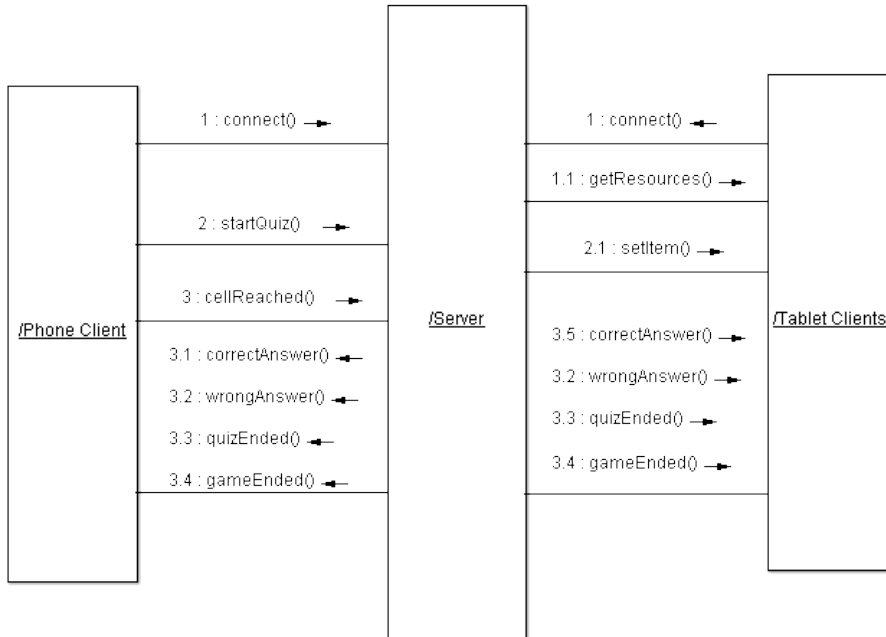 1 : connect()
1 : connect()
1.1 : getResources()
2 : startQuiz()
2.1 : setItem()
3 : cellReached()
/Phone Client
/Server
/Tablet Clients
3.1 : correctAnswer()
3.5 : correctAnswer()
3.2 : wrongAnswer()
3.2 : wrongAnswer()
3.3 : quizEnded()
3.3 : quizEnded()
3.4 : gameEnded()
3.4 : gameEnded()